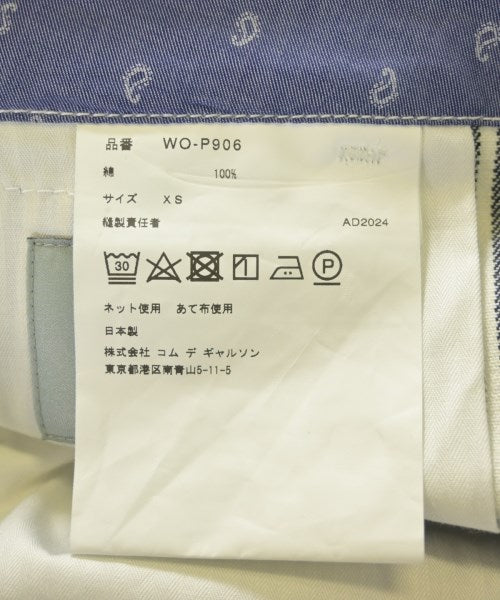 品番 WO-P906
綿 100%
サイズ XS
縫製責任者 AD2024
30 P
ネット使用 あて布使用
日本製
株式会社 コム デ ギャルソン
東京都港区南青山5-11-5